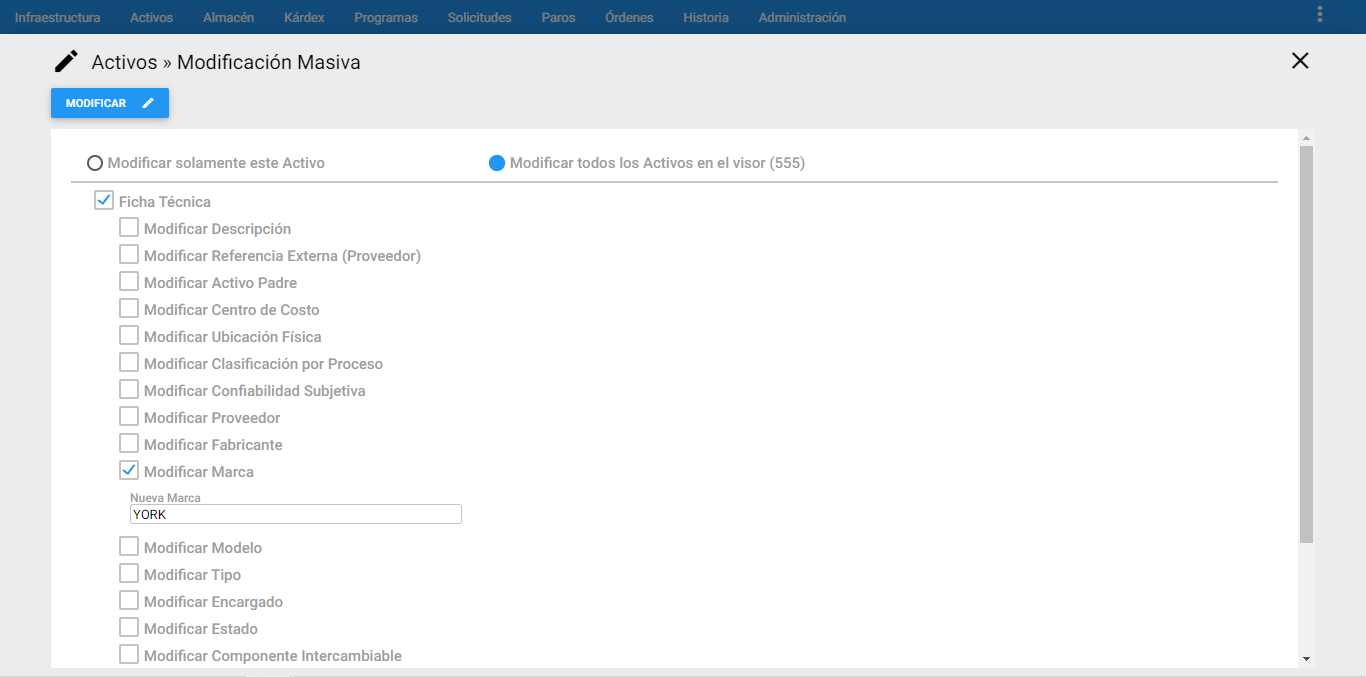 Infraestructura Activos Almacén Kárdex Programas Solicitudes Paros Órdenes Historia Administración
Activos » Modificación Masiva
MODIFICAR
Modificar solamente este Activo Modificar todos los Activos en el visor (555)
Ficha Técnica
Modificar Descripción
Modificar Referencia Externa (Proveedor)
Modificar Activo Padre
Modificar Centro de Costo
Modificar Ubicación Física
Modificar Clasificación por Proceso
Modificar Confiabilidad Subjetiva
Modificar Proveedor
Modificar Fabricante
Modificar Marca
Nueva Marca
YORK
Modificar Modelo
Modificar Tipo
Modificar Encargado
Modificar Estado
Modificar Componente Intercambiable